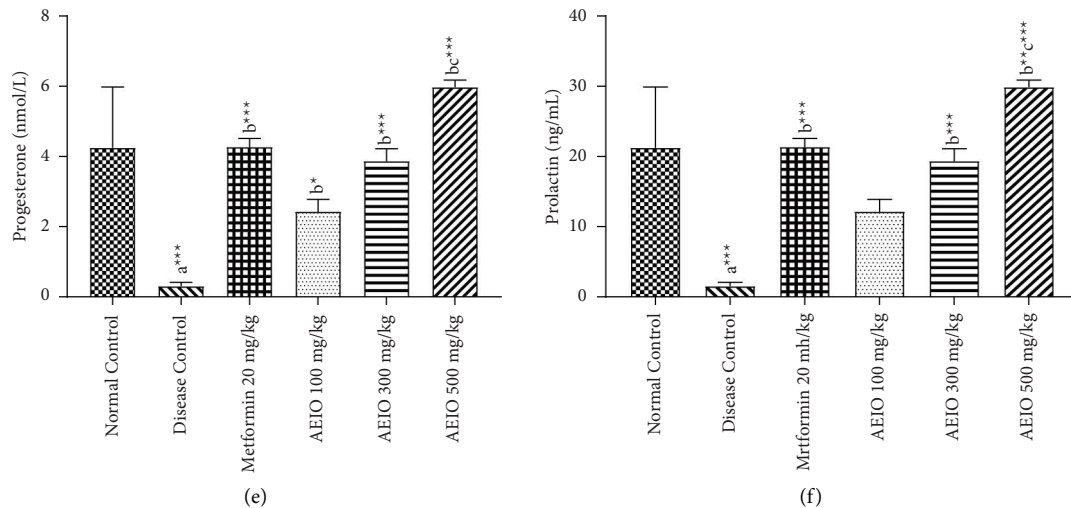 Progesterone (nmol/L)
8
6
4
2
0
a***
b***
b*
b***
bc***
Normal Control
Disease Control
Metformin 20 mg/kg
AEIO 100 mg/kg
AEIO 300 mg/kg
AEIO 500 mg/kg
(e)
Prolactin (ng/mL)
40
30
20
10
0
a***
b***
b***
b**c***
Normal Control
Disease Control
Mrtformin 20 mh/kg
AEIO 100 mg/kg
AEIO 300 mg/kg
AEIO 500 mg/kg
(f)